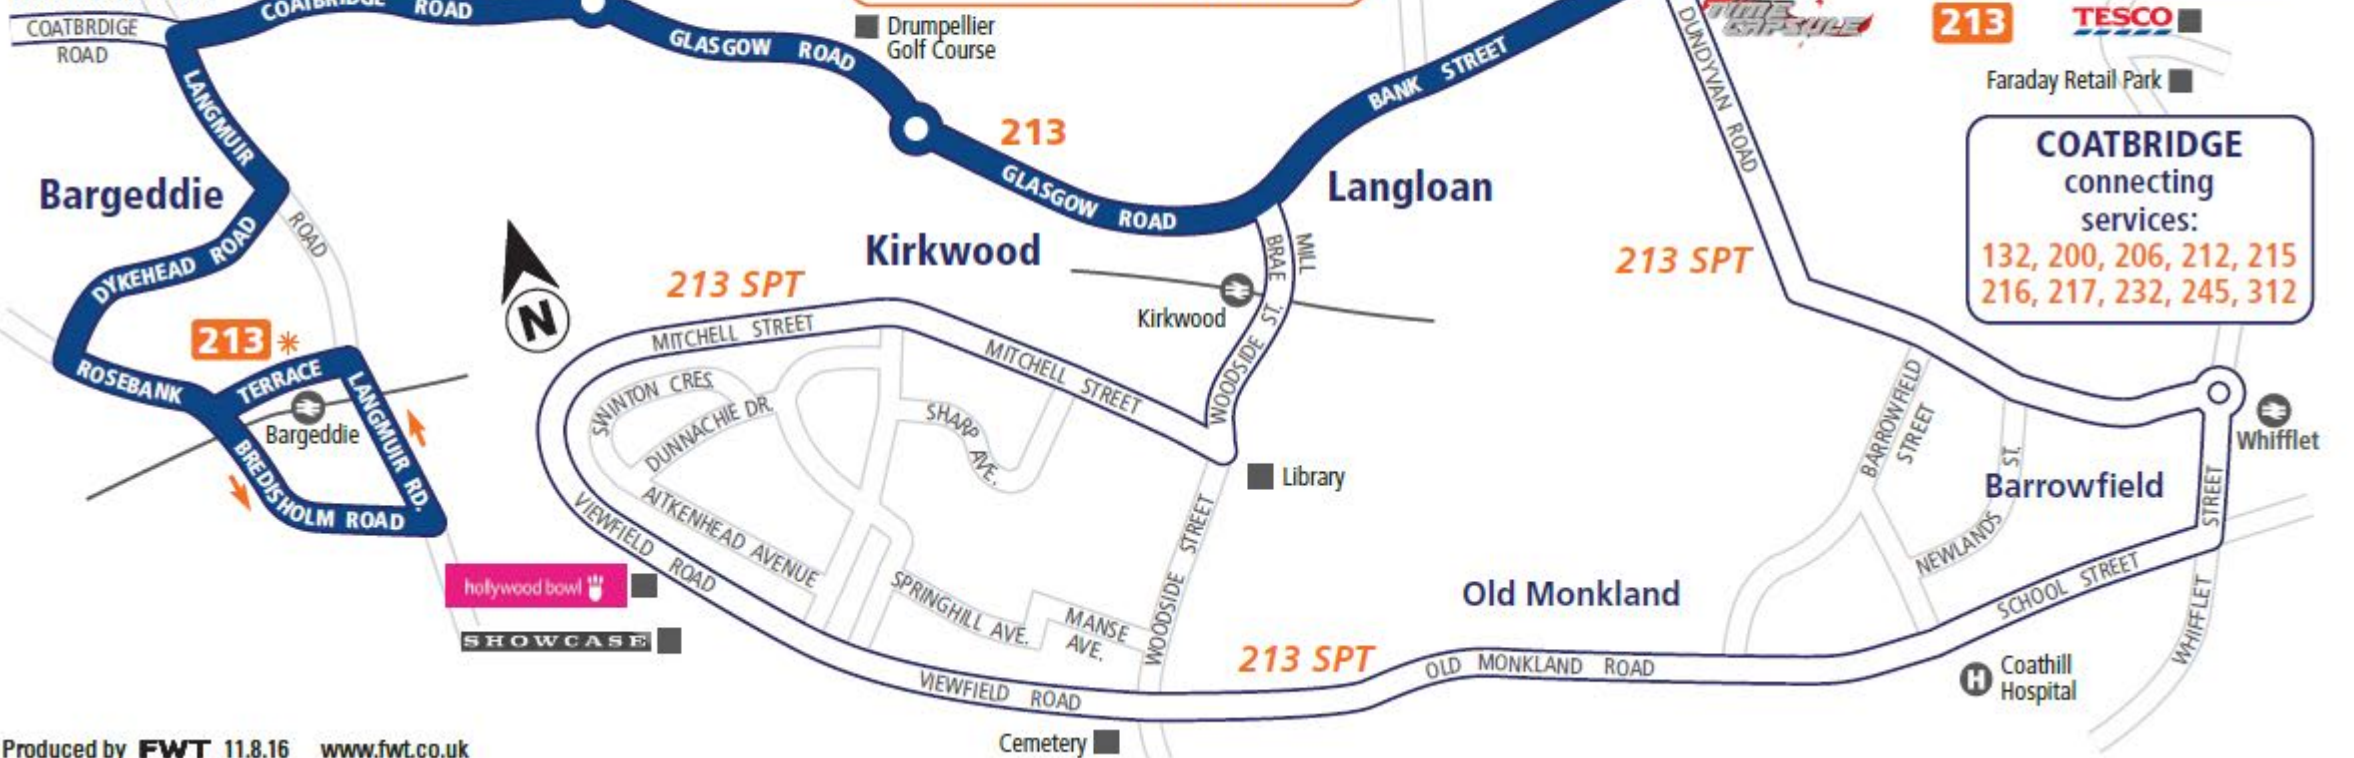 COATBRIDGE ROAD
COATBRDIGE
ROAD
GLASGOW ROAD
Drumpellier
Golf Course
BANK STREET
DUNDYVAN ROAD
TIME
CAPSULE
213
TESCO
Faraday Retail Park
LANGMUIR
ROAD
Bargeddie
213
GLASGOW ROAD
Langloan
Kirkwood
COATBRIDGE
connecting
services:
132, 200, 206, 212, 215
216, 217, 232, 245, 312
DYKEHEAD ROAD
213 SPT
N
MILL
BRAE
Kirkwood
WOODSIDE ST.
213 SPT
213 *
ROSEBANK
TERRACE
Bargeddie
LANGMUIR RD.
BREDISHOLM ROAD
MITCHELL STREET
MITCHELL STREET
SWINTON CRES
DUNNACHIE DR.
SHARP AVE.
AITKENHEAD AVENUE
VIEWFIELD ROAD
Library
BARROWFIELD
STREET
NEWLANDS ST.
Barrowfield
Whifflet
WHIFFLET STREET
SCHOOL STREET
hollywood bowl
SHOWCASE
SPRINGHILL AVE.
MANSE
AVE.
WOODSIDE STREET
Old Monkland
213 SPT
OLD MONKLAND ROAD
VIEWFIELD ROAD
H
Coathill
Hospital
Cemetery
Produced by FWT 11.8.16 www.fwt.co.uk